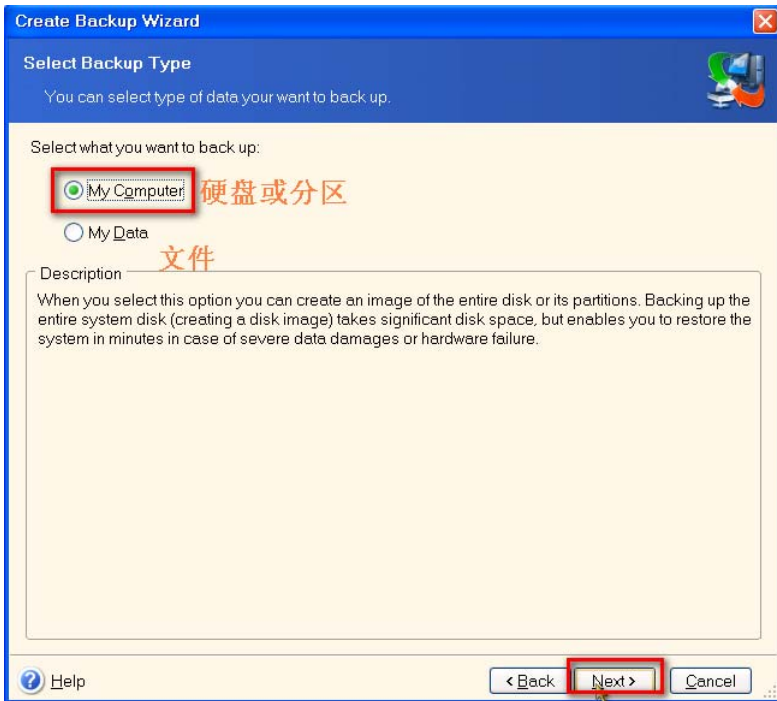 Create Backup Wizard
Select Backup Type
You can select type of data your want to back up.
Select what you want to back up:
My Computer 硬盘或分区
My Data
文件
Description
When you select this option you can create an image of the entire disk or its partitions. Backing up the
entire system disk (creating a disk image) takes significant disk space, but enables you to restore the
system in minutes in case of severe data damages or hardware failure.
Help
< Back Next > Cancel